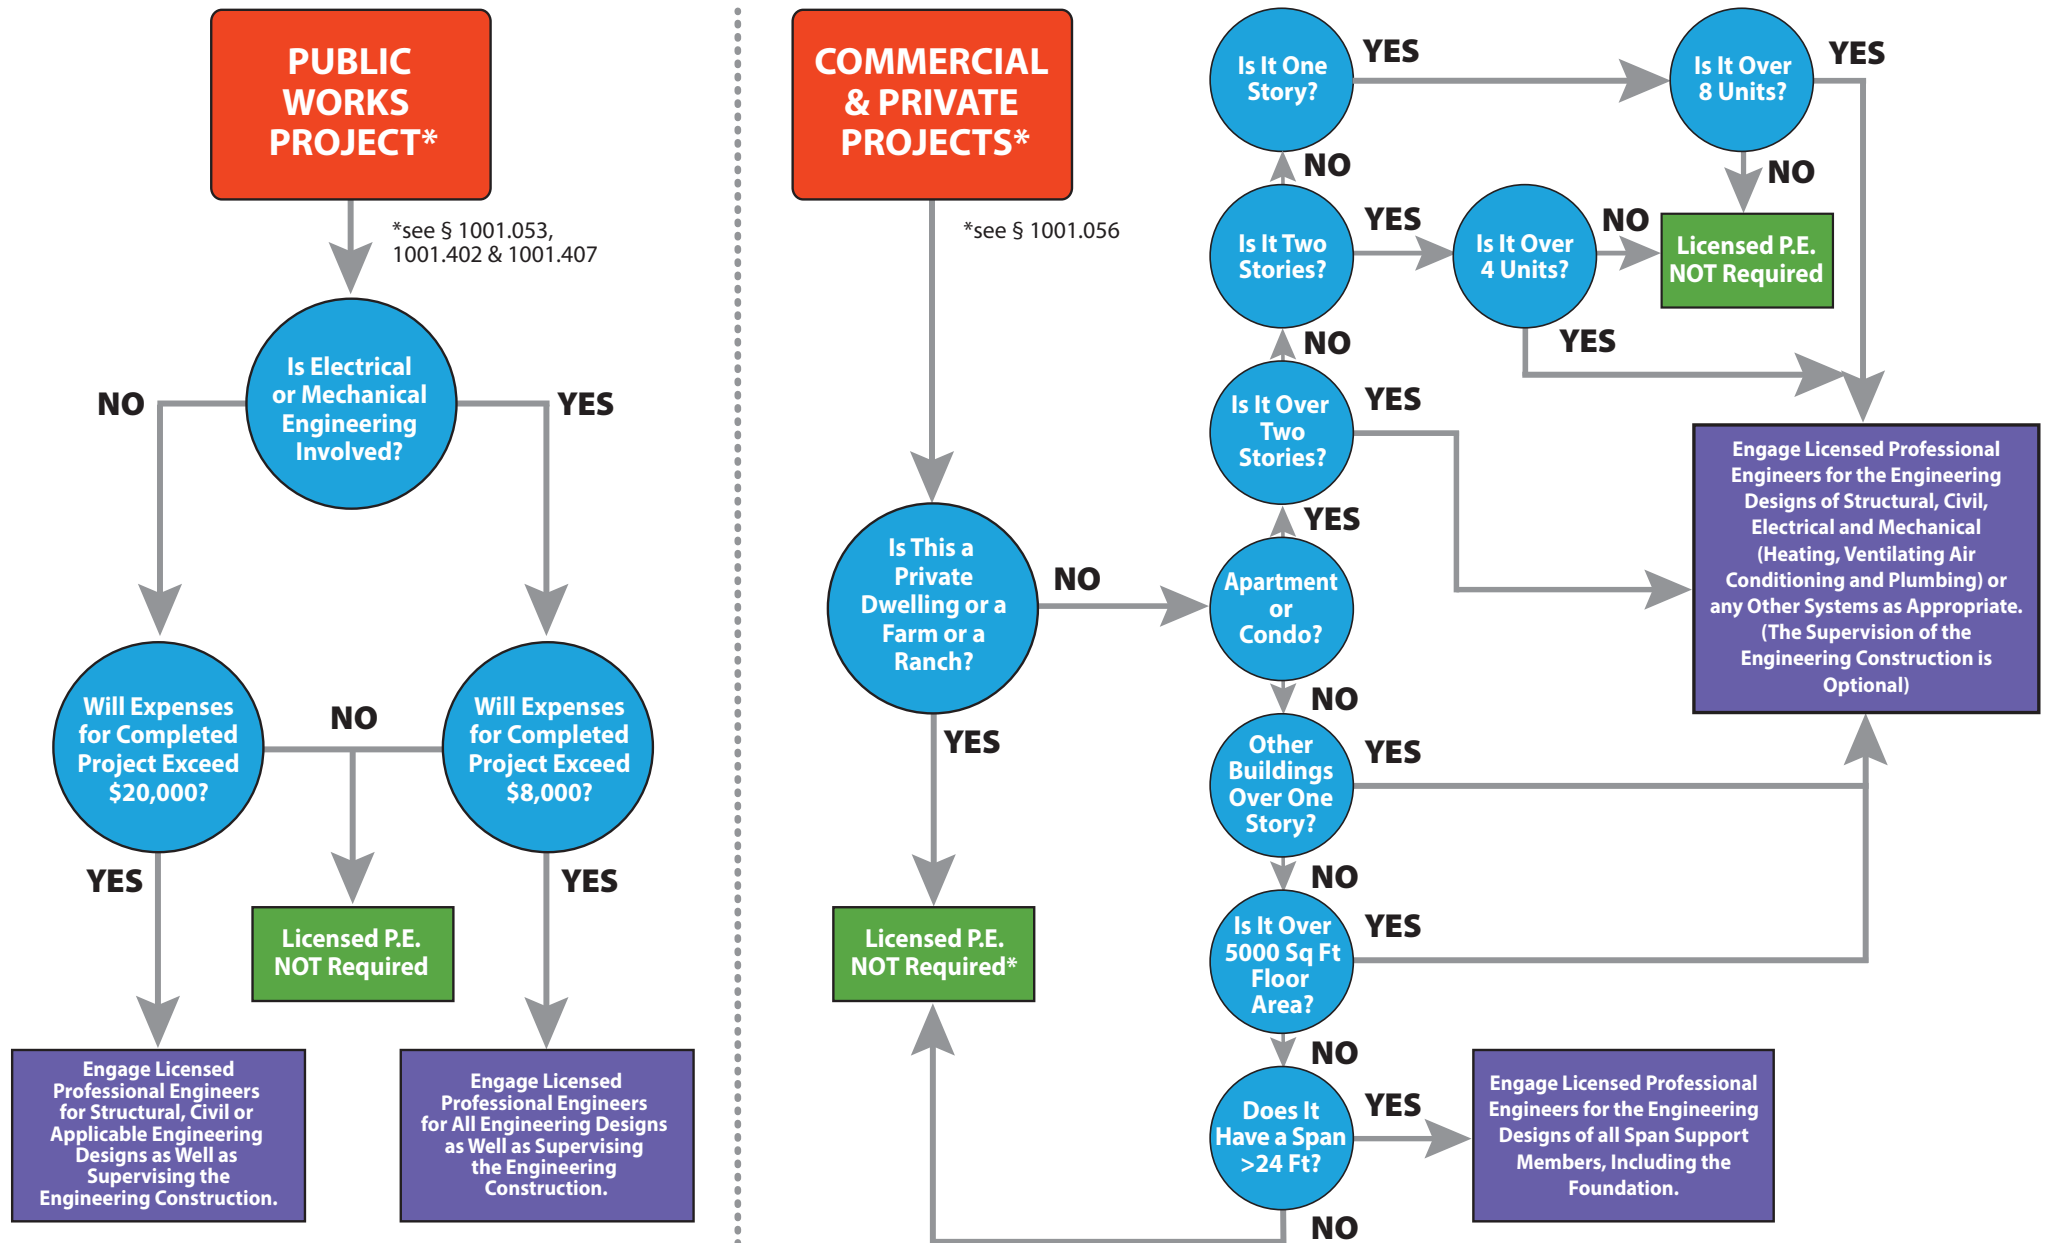 PUBLIC
WORKS
PROJECT*
*see § 1001.053,
1001.402 & 1001.407
Is Electrical
or Mechanical
Engineering
Involved?
NO
YES
Will Expenses
for Completed
Project Exceed
$20,000?
NO
Will Expenses
for Completed
Project Exceed
$8,000?
YES
YES
Licensed P.E.
NOT Required
Engage Licensed
Professional Engineers
for Structural, Civil or
Applicable Engineering
Designs as Well as
Supervising the
Engineering Construction.
Engage Licensed
Professional Engineers
for All Engineering Designs
as Well as Supervising
the Engineering
Construction.
COMMERCIAL
& PRIVATE
PROJECTS*
*see § 1001.056
Is This a
Private
Dwelling or a
Farm or a
Ranch?
NO
YES
Licensed P.E.
NOT Required*
Is It One
Story?
YES
Is It Over
8 Units?
YES
NO
NO
Is It Two
Stories?
YES
Is It Over
4 Units?
NO
Licensed P.E.
NOT Required
YES
NO
Is It Over
Two
Stories?
YES
YES
Apartment
or
Condo?
NO
Engage Licensed Professional
Engineers for the Engineering
Designs of Structural, Civil,
Electrical and Mechanical
(Heating, Ventilating Air
Conditioning and Plumbing) or
any Other Systems as Appropriate.
(The Supervision of the
Engineering Construction is
Optional)
Other
Buildings
Over One
Story?
YES
NO
Is It Over
5000 Sq Ft
Floor
Area?
YES
NO
Does It
Have a Span
>24 Ft?
YES
NO
Engage Licensed Professional
Engineers for the Engineering
Designs of all Span Support
Members, Including the
Foundation.